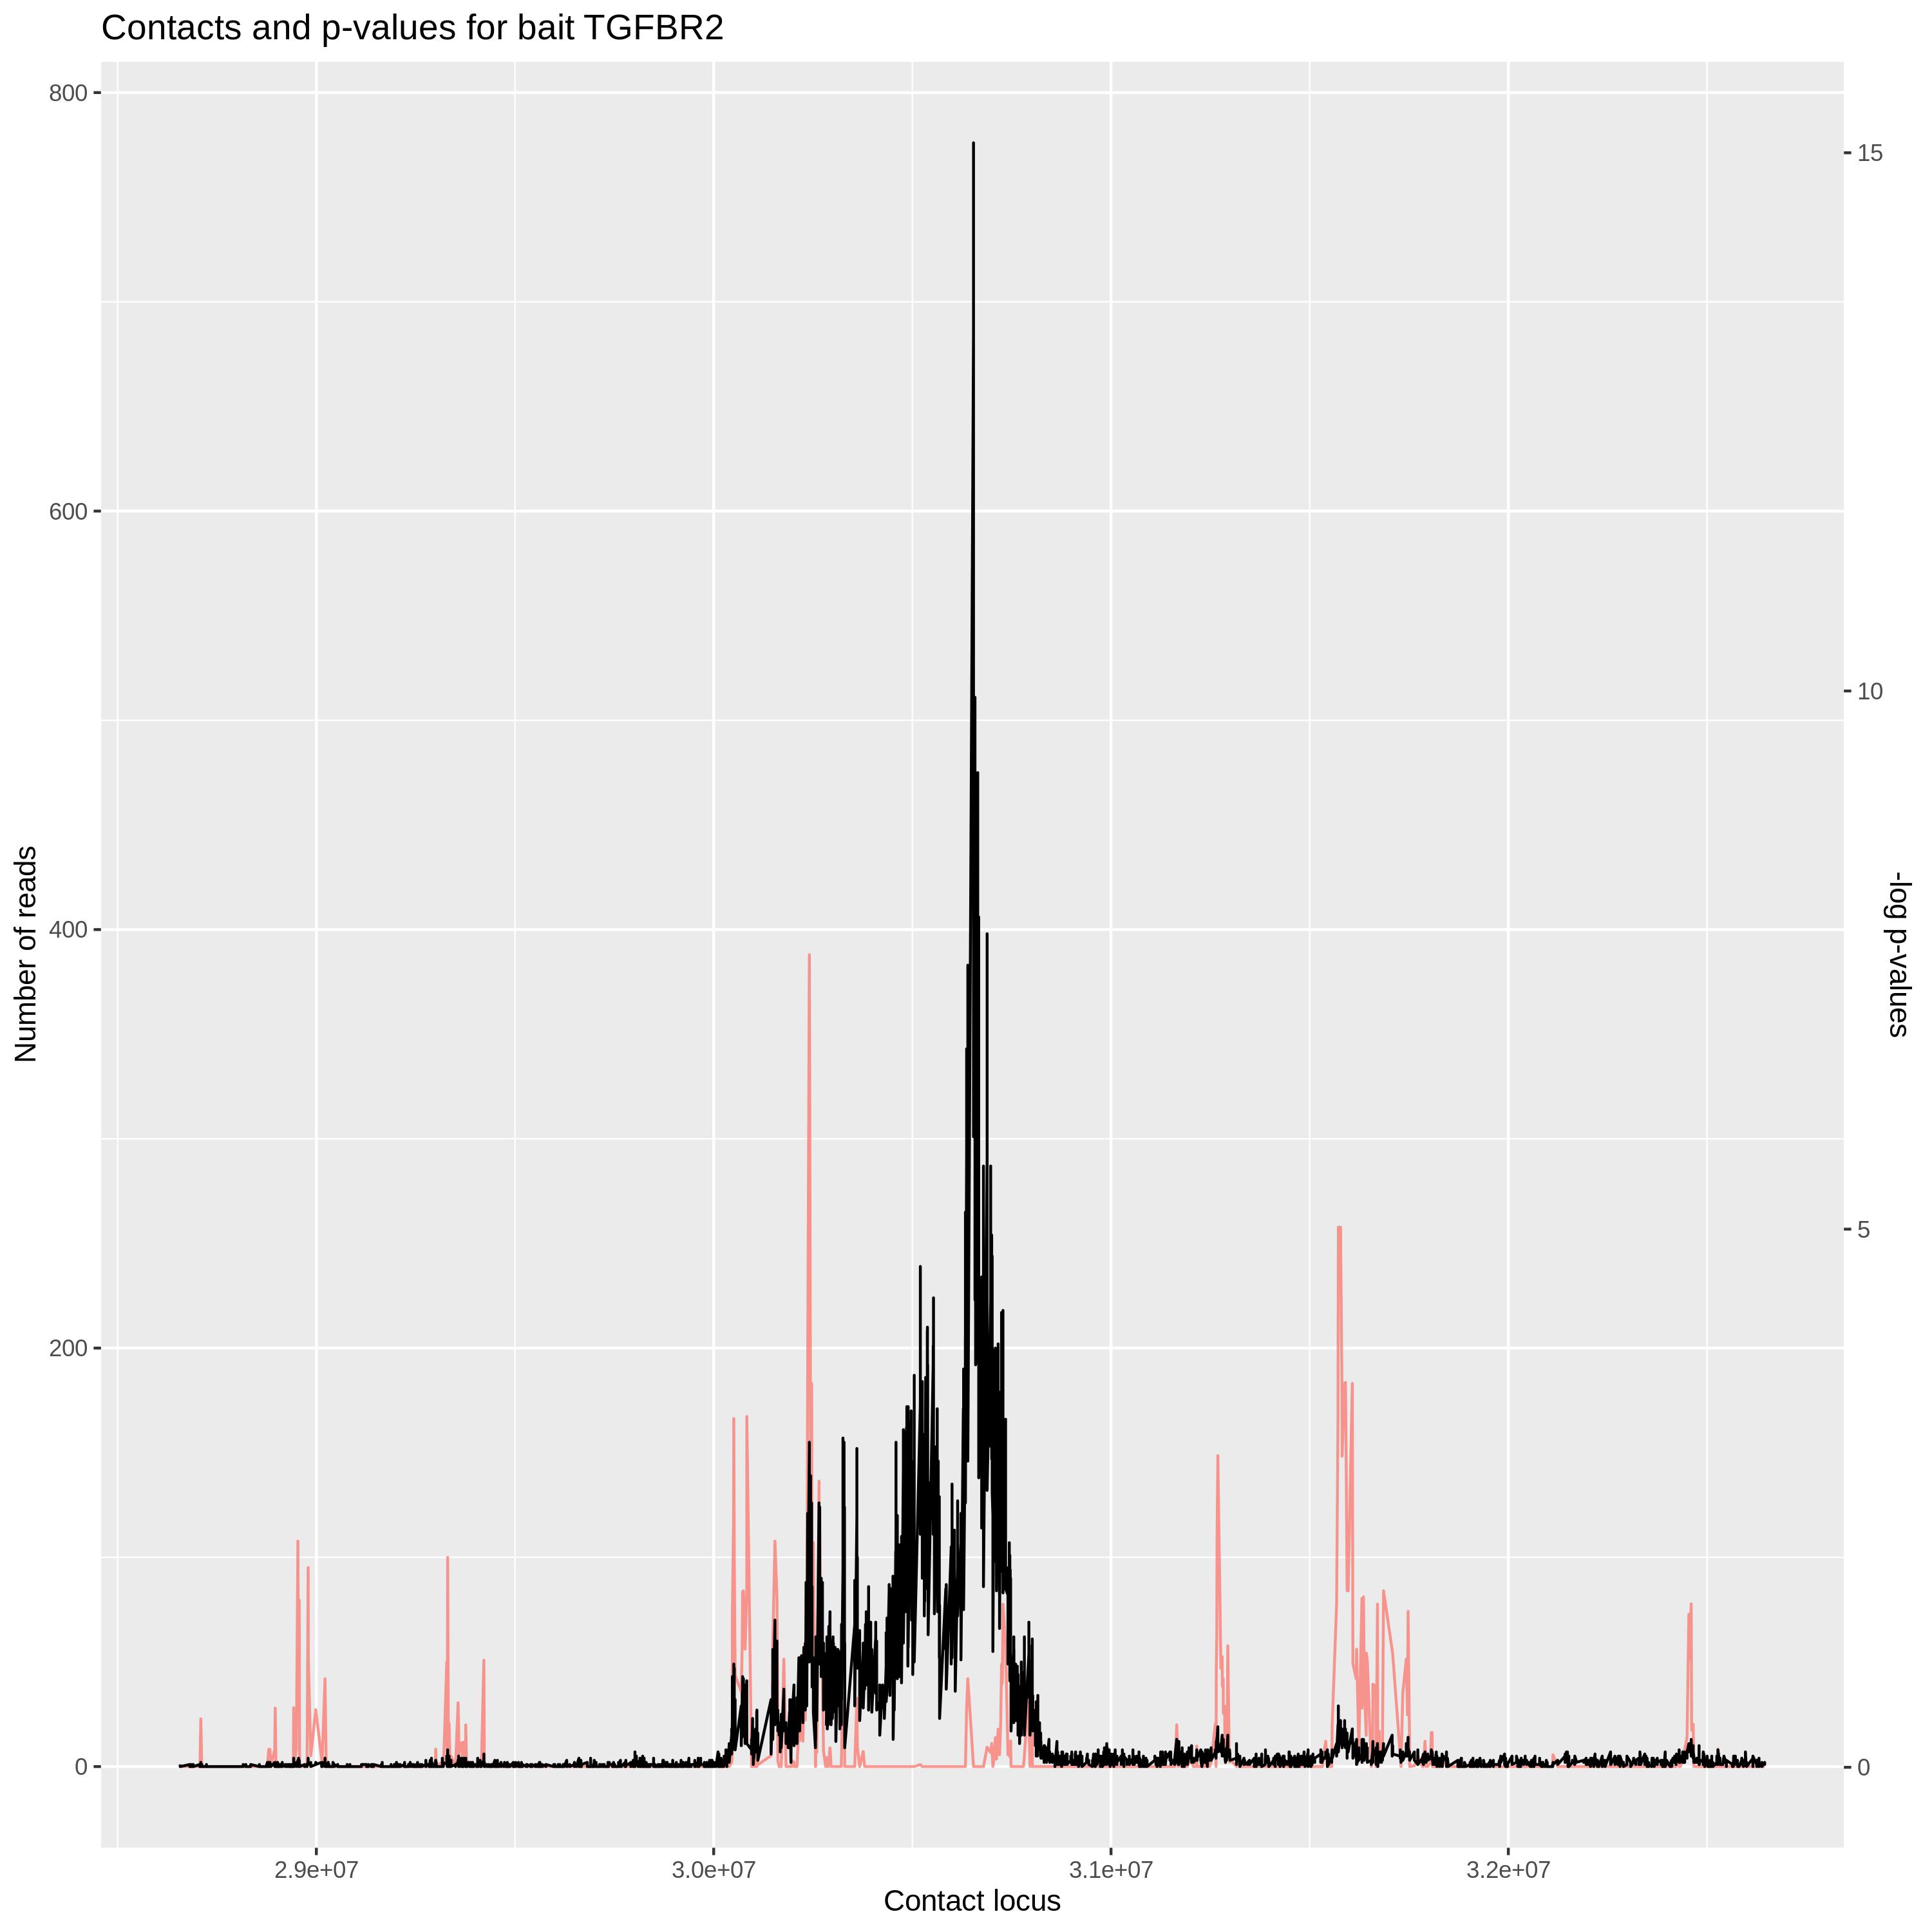 Contacts and p-values for bait TGFBR2
800
600
400
200
0
Number of reads
15
10
5
0
-log p-values
2.9e+07
3.0e+07
3.1e+07
3.2e+07
Contact locus